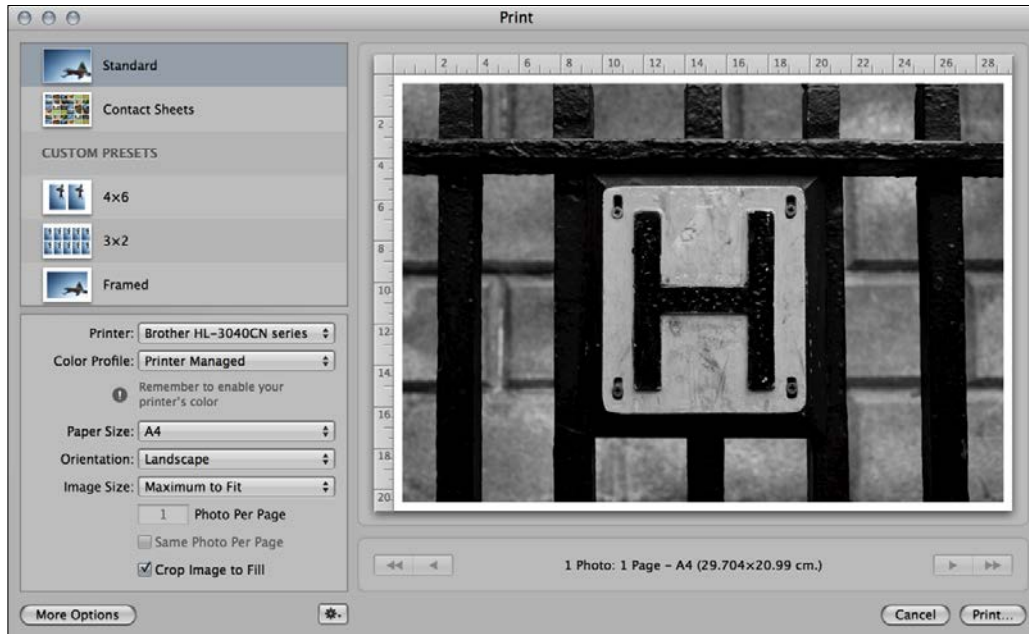 Print
Standard
Contact Sheets
CUSTOM PRESETS
4×6
3×2
Framed
Printer: Brother HL-3040CN series
Color Profile: Printer Managed
Remember to enable your
printer's color
Paper Size: A4
Orientation: Landscape
Image Size: Maximum to Fit
1 Photo Per Page
Same Photo Per Page
Crop Image to Fill
More Options
2 4 6 8 10 12 14 16 18 20 22 24 26 28
2
4
6
8
10
12
14
16
18
20
H
1 Photo: 1 Page – A4 (29.704×20.99 cm.)
Cancel Print...